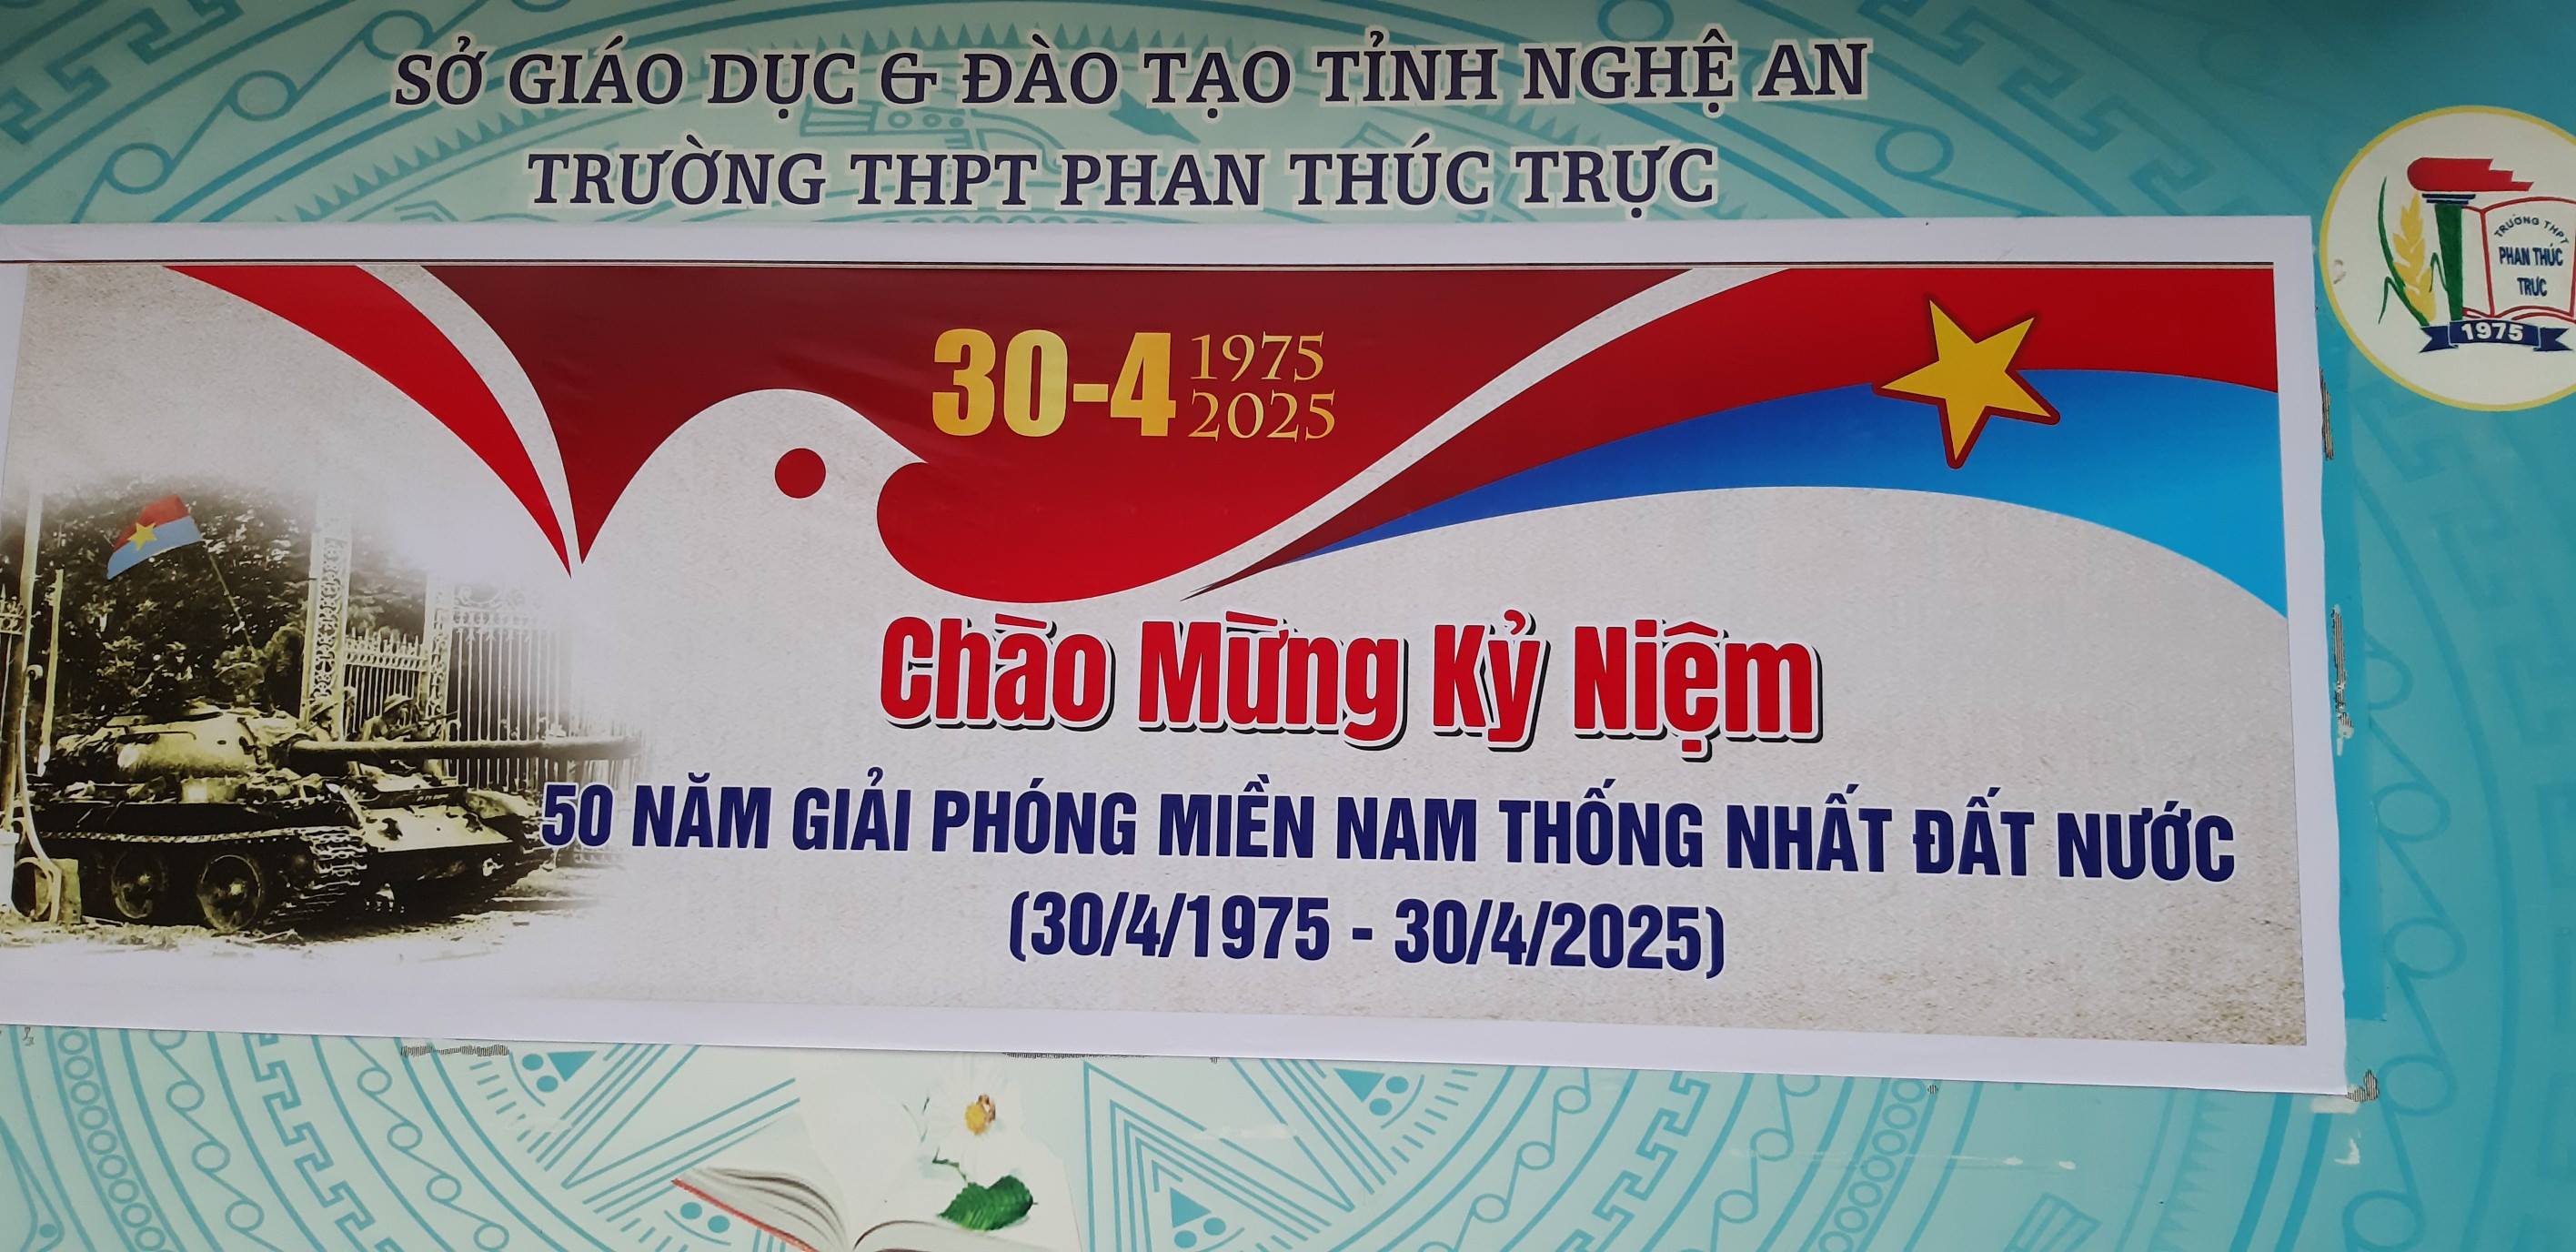 SỞ GIÁO DỤC & ĐÀO TẠO TỈNH NGHỆ AN
TRƯỜNG THPT PHAN THÚC TRỰC
TRƯỜNG THPT
PHAN THÚC
TRỰC
1975
30-4
1975
2025
Chào Mừng Kỷ Niệm
50 NĂM GIẢI PHÓNG MIỀN NAM THỐNG NHẤT ĐẤT NƯỚC
(30/4/1975 - 30/4/2025)